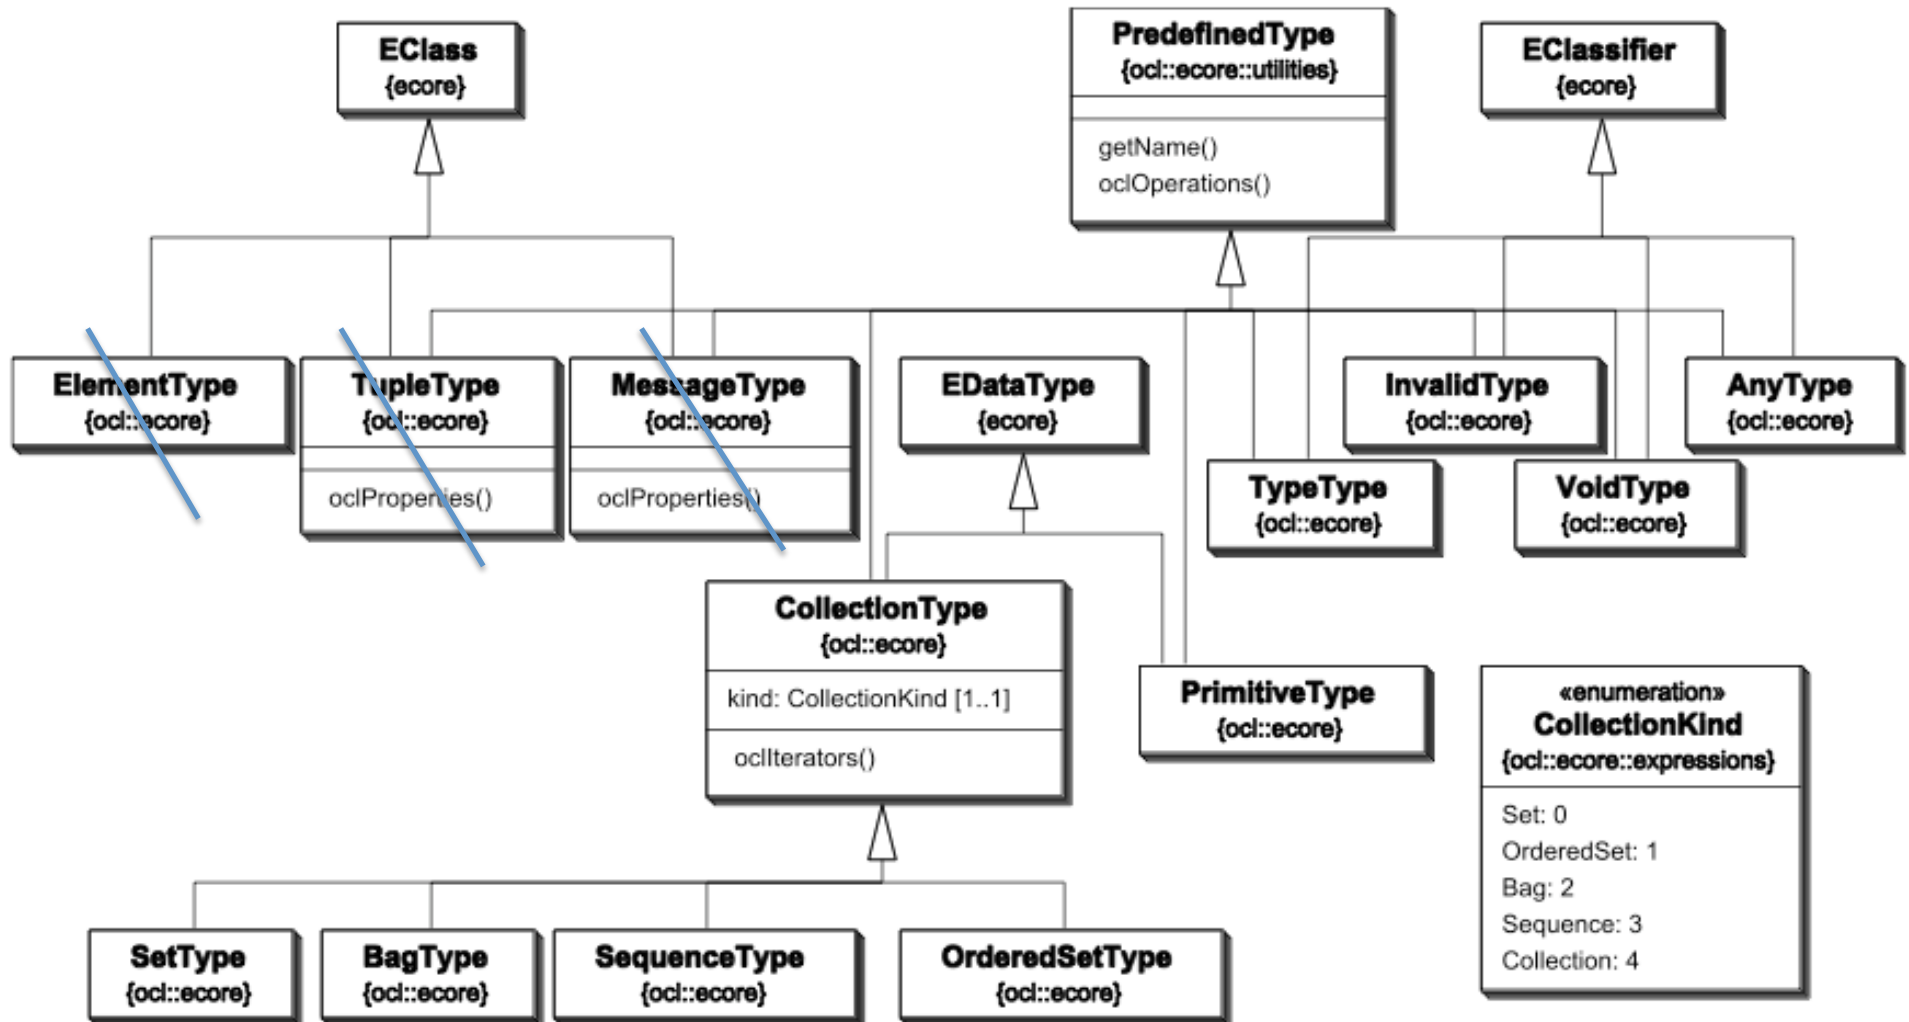 EClass
{ecore}
PredefinedType
{ocl::ecore::utilities}
getName()
oclOperations()
EClassifier
{ecore}
ElementType
{ocl::ecore}
TupleType
{ocl::ecore}
oclProperties()
MessageType
{ocl::ecore}
oclProperties()
EDataType
{ecore}
InvalidType
{ocl::ecore}
AnyType
{ocl::ecore}
TypeType
{ocl::ecore}
VoidType
{ocl::ecore}
CollectionType
{ocl::ecore}
kind: CollectionKind [1..1]
oclIterators()
PrimitiveType
{ocl::ecore}
«enumeration»
CollectionKind
{ocl::ecore::expressions}
Set: 0
OrderedSet: 1
Bag: 2
Sequence: 3
Collection: 4
SetType
{ocl::ecore}
BagType
{ocl::ecore}
SequenceType
{ocl::ecore}
OrderedSetType
{ocl::ecore}